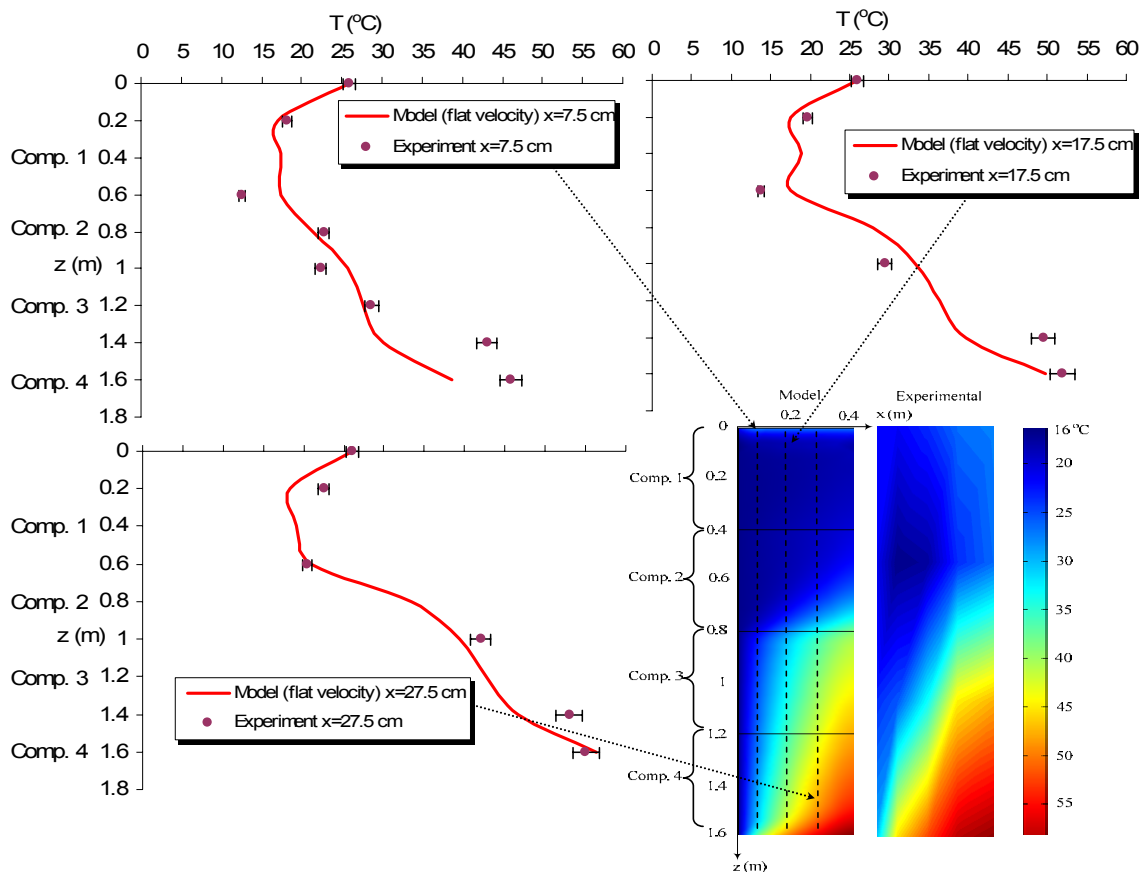 T (°C)
0 5 10 15 20 25 30 35 40 45 50 55 60
0
0.2
Comp. 1 0.4
0.6
Comp. 2 0.8
z (m) 1
Comp. 3 1.2
1.4
Comp. 4 1.6
1.8
Model (flat velocity) x=7.5 cm
Experiment x=7.5 cm
T (°C)
0 5 10 15 20 25 30 35 40 45 50 55 60
Model (flat velocity) x=17.5 cm
Experiment x=17.5 cm
0
0.2
Comp. 1 0.4
0.6
Comp. 2 0.8
z (m) 1
Comp. 3 1.2
1.4
Comp. 4 1.6
1.8
Model (flat velocity) x=27.5 cm
Experiment x=27.5 cm
Model Experimental
0.2 0.4 x (m)
0
Comp. 1 0.2
0.4
Comp. 2 0.6
0.8
Comp. 3 1
1.2
Comp. 4 1.4
1.6
z (m)
16 °C
20
25
30
35
40
45
50
55